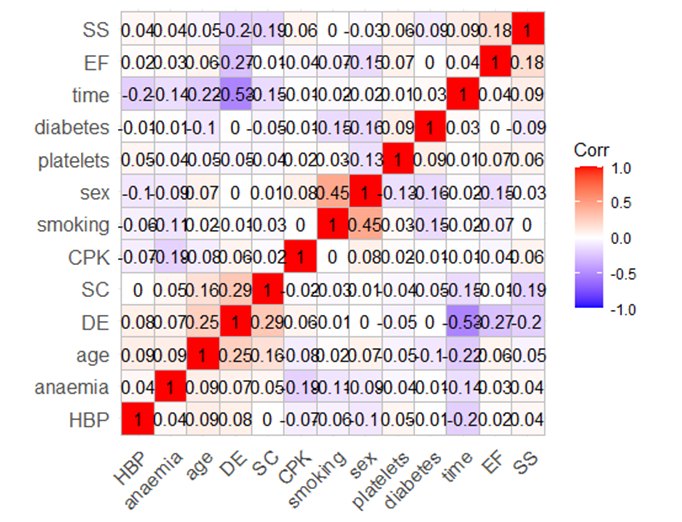 SS 0.04 0.04 -0.05 -0.2 -0.19 0.06 0 -0.03 0.06 -0.09 0.09 0.18 1
EF 0.02 0.03 0.06 -0.27 -0.01 -0.04 -0.07 -0.15 0.07 0 0.04 1 0.18
time -0.2 -0.14 -0.22 -0.53 -0.15 -0.01 -0.02 -0.02 0.01 0.03 1 0.04 0.09
diabetes -0.01 -0.01 -0.1 0 -0.05 -0.01 -0.15 -0.16 0.09 1 0.03 0 -0.09
platelets 0.05 -0.04 -0.05 -0.05 -0.04 0.02 0.03 -0.13 1 0.09 0.01 0.07 0.06
sex -0.1 -0.09 0.07 0 0.01 0.08 0.45 1 -0.13 -0.16 -0.02 -0.15 -0.03
smoking -0.06 -0.11 0.02 -0.01 -0.03 0 1 0.45 0.03 -0.15 -0.02 -0.07 0
CPK -0.07 -0.19 -0.08 0.06 -0.02 1 0 0.08 0.02 -0.01 -0.01 -0.04 0.06
SC 0 0.05 0.16 0.29 1 -0.02 -0.03 0.01 -0.04 -0.05 -0.15 -0.01 -0.19
DE 0.08 0.07 0.25 1 0.29 0.06 -0.01 0 -0.05 0 -0.53 -0.27 -0.2
age 0.09 0.09 1 0.25 0.16 -0.08 0.02 0.07 -0.05 -0.1 -0.22 0.06 -0.05
anaemia 0.04 1 0.09 0.07 0.05 -0.19 -0.11 -0.09 -0.04 -0.01 -0.14 0.03 0.04
HBP 1 0.04 0.09 0.08 0 -0.07 -0.06 -0.1 0.05 -0.01 -0.2 0.02 0.04
HBP anaemia age DE SC CPK smoking sex platelets diabetes time EF SS
Corr
1.0
0.5
0.0
-0.5
-1.0